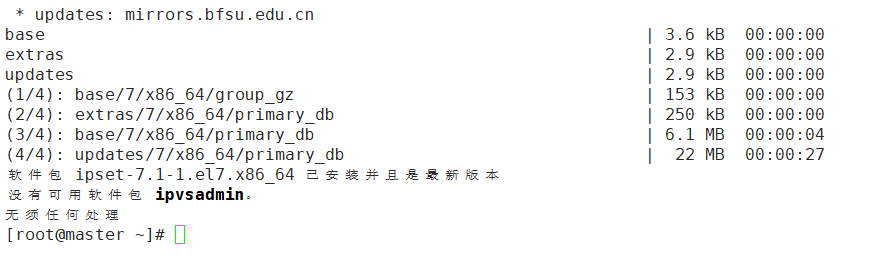 * updates: mirrors.bfsu.edu.cn
base | 3.6 kB 00:00:00
extras | 2.9 kB 00:00:00
updates | 2.9 kB 00:00:00
(1/4): base/7/x86_64/group_gz | 153 kB 00:00:00
(2/4): extras/7/x86_64/primary_db | 250 kB 00:00:00
(3/4): base/7/x86_64/primary_db | 6.1 MB 00:00:04
(4/4): updates/7/x86_64/primary_db | 22 MB 00:00:27
软件包 ipset-7.1-1.el7.x86_64 已安装并且是最新版本
没有可用软件包 ipvsadmin。
无须任何处理
[root@master ~]#